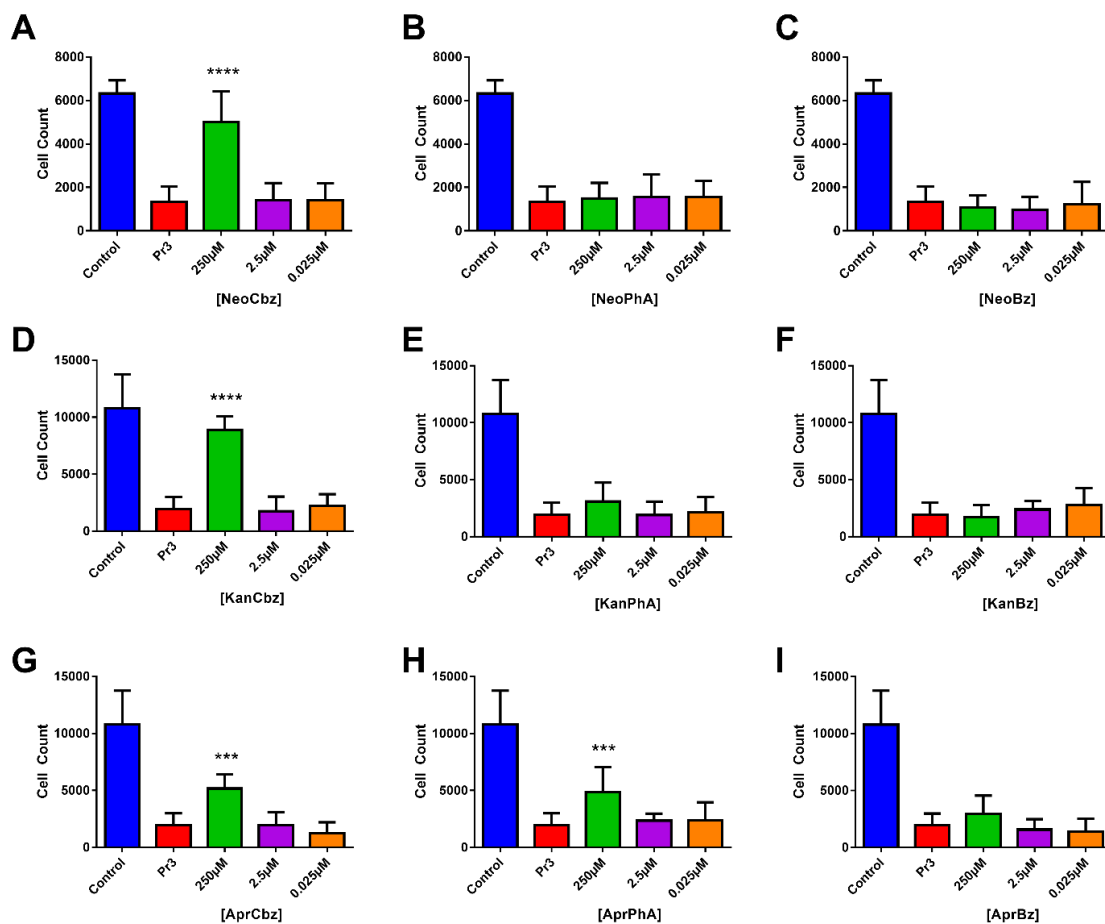 A
8000
6000
4000
2000
0
Cell Count
****
Control
Pr3
250µM
2.5µM
0.025µM
[NeoCbz]
B
8000
6000
4000
2000
0
Cell Count
Control
Pr3
250µM
2.5µM
0.025µM
[NeoPhA]
C
8000
6000
4000
2000
0
Cell Count
Control
Pr3
250µM
2.5µM
0.025µM
[NeoBz]
D
15000
10000
5000
0
Cell Count
****
Control
Pr3
250µM
2.5µM
0.025µM
[KanCbz]
E
15000
10000
5000
0
Cell Count
Control
Pr3
250µM
2.5µM
0.025µM
[KanPhA]
F
15000
10000
5000
0
Cell Count
Control
Pr3
250µM
2.5µM
0.025µM
[KanBz]
G
15000
10000
5000
0
Cell Count
***
Control
Pr3
250µM
2.5µM
0.025µM
[AprCbz]
H
15000
10000
5000
0
Cell Count
***
Control
Pr3
250µM
2.5µM
0.025µM
[AprPhA]
I
15000
10000
5000
0
Cell Count
Control
Pr3
250µM
2.5µM
0.025µM
[AprBz]